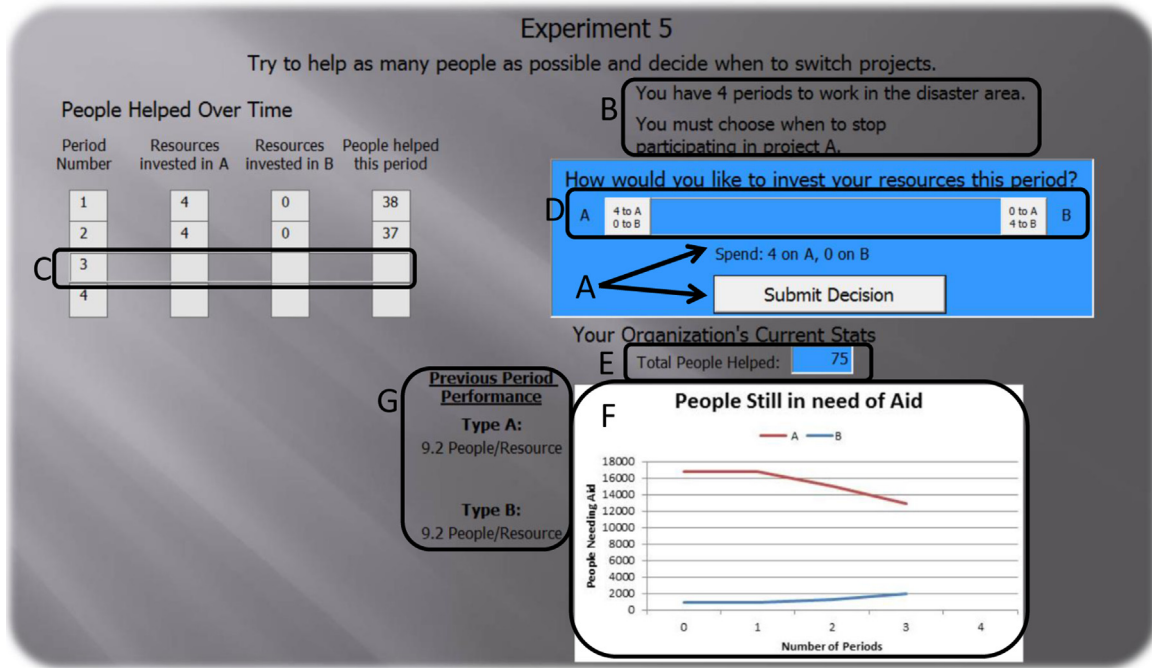 Experiment 5
Try to help as many people as possible and decide when to switch projects.
People Helped Over Time
Period Number
Resources invested in A
Resources invested in B
People helped this period
1 4 0 38
2 4 0 37
C
3
4
B
You have 4 periods to work in the disaster area.
You must choose when to stop
participating in project A.
How would you like to invest your resources this period?
D
A
4 to A
0 to B
0 to A
4 to B
B
Spend: 4 on A, 0 on B
A
Submit Decision
Your Organization's Current Stats
E
Total People Helped: 75
G
Previous Period
Performance
Type A:
9.2 People/Resource
Type B:
9.2 People/Resource
F
People Still in need of Aid
A B
People Needing Aid
18000
16000
14000
12000
10000
8000
6000
4000
2000
0
0 1 2 3 4
Number of Periods